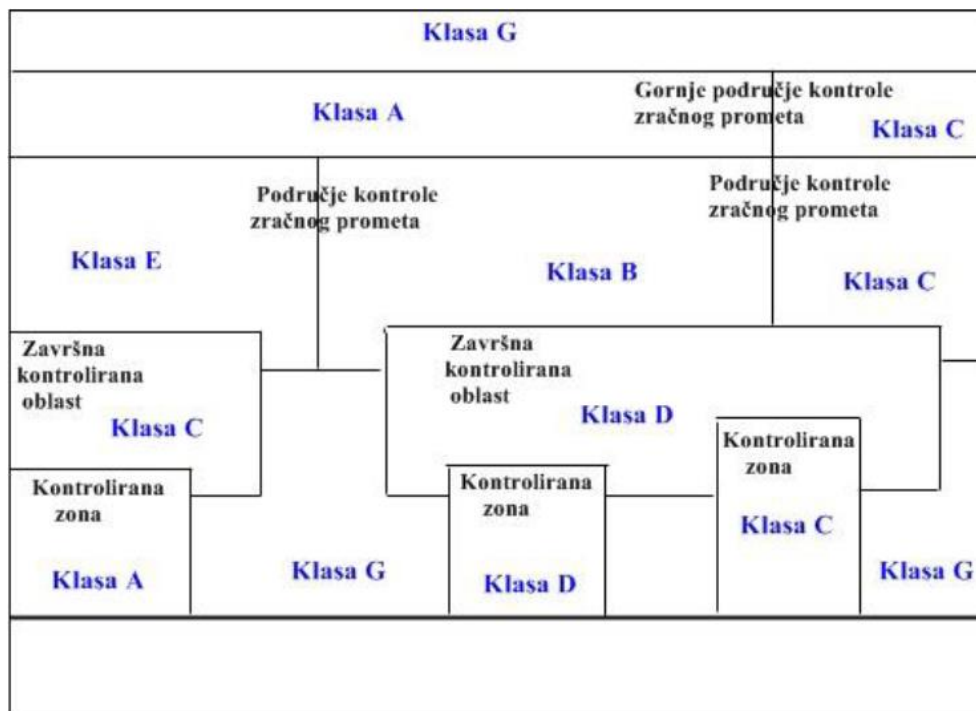 Klasa G
Gornje područje kontrole
zračnog prometa
Klasa A
Klasa C
Područje kontrole
zračnog prometa
Područje kontrole
zračnog prometa
Klasa E
Klasa B
Klasa C
Završna
kontrolirana
oblast
Klasa C
Završna
kontrolirana
oblast
Klasa D
Kontrolirana
zona
Klasa A
Klasa G
Kontrolirana
zona
Klasa D
Kontrolirana
zona
Klasa C
Klasa G